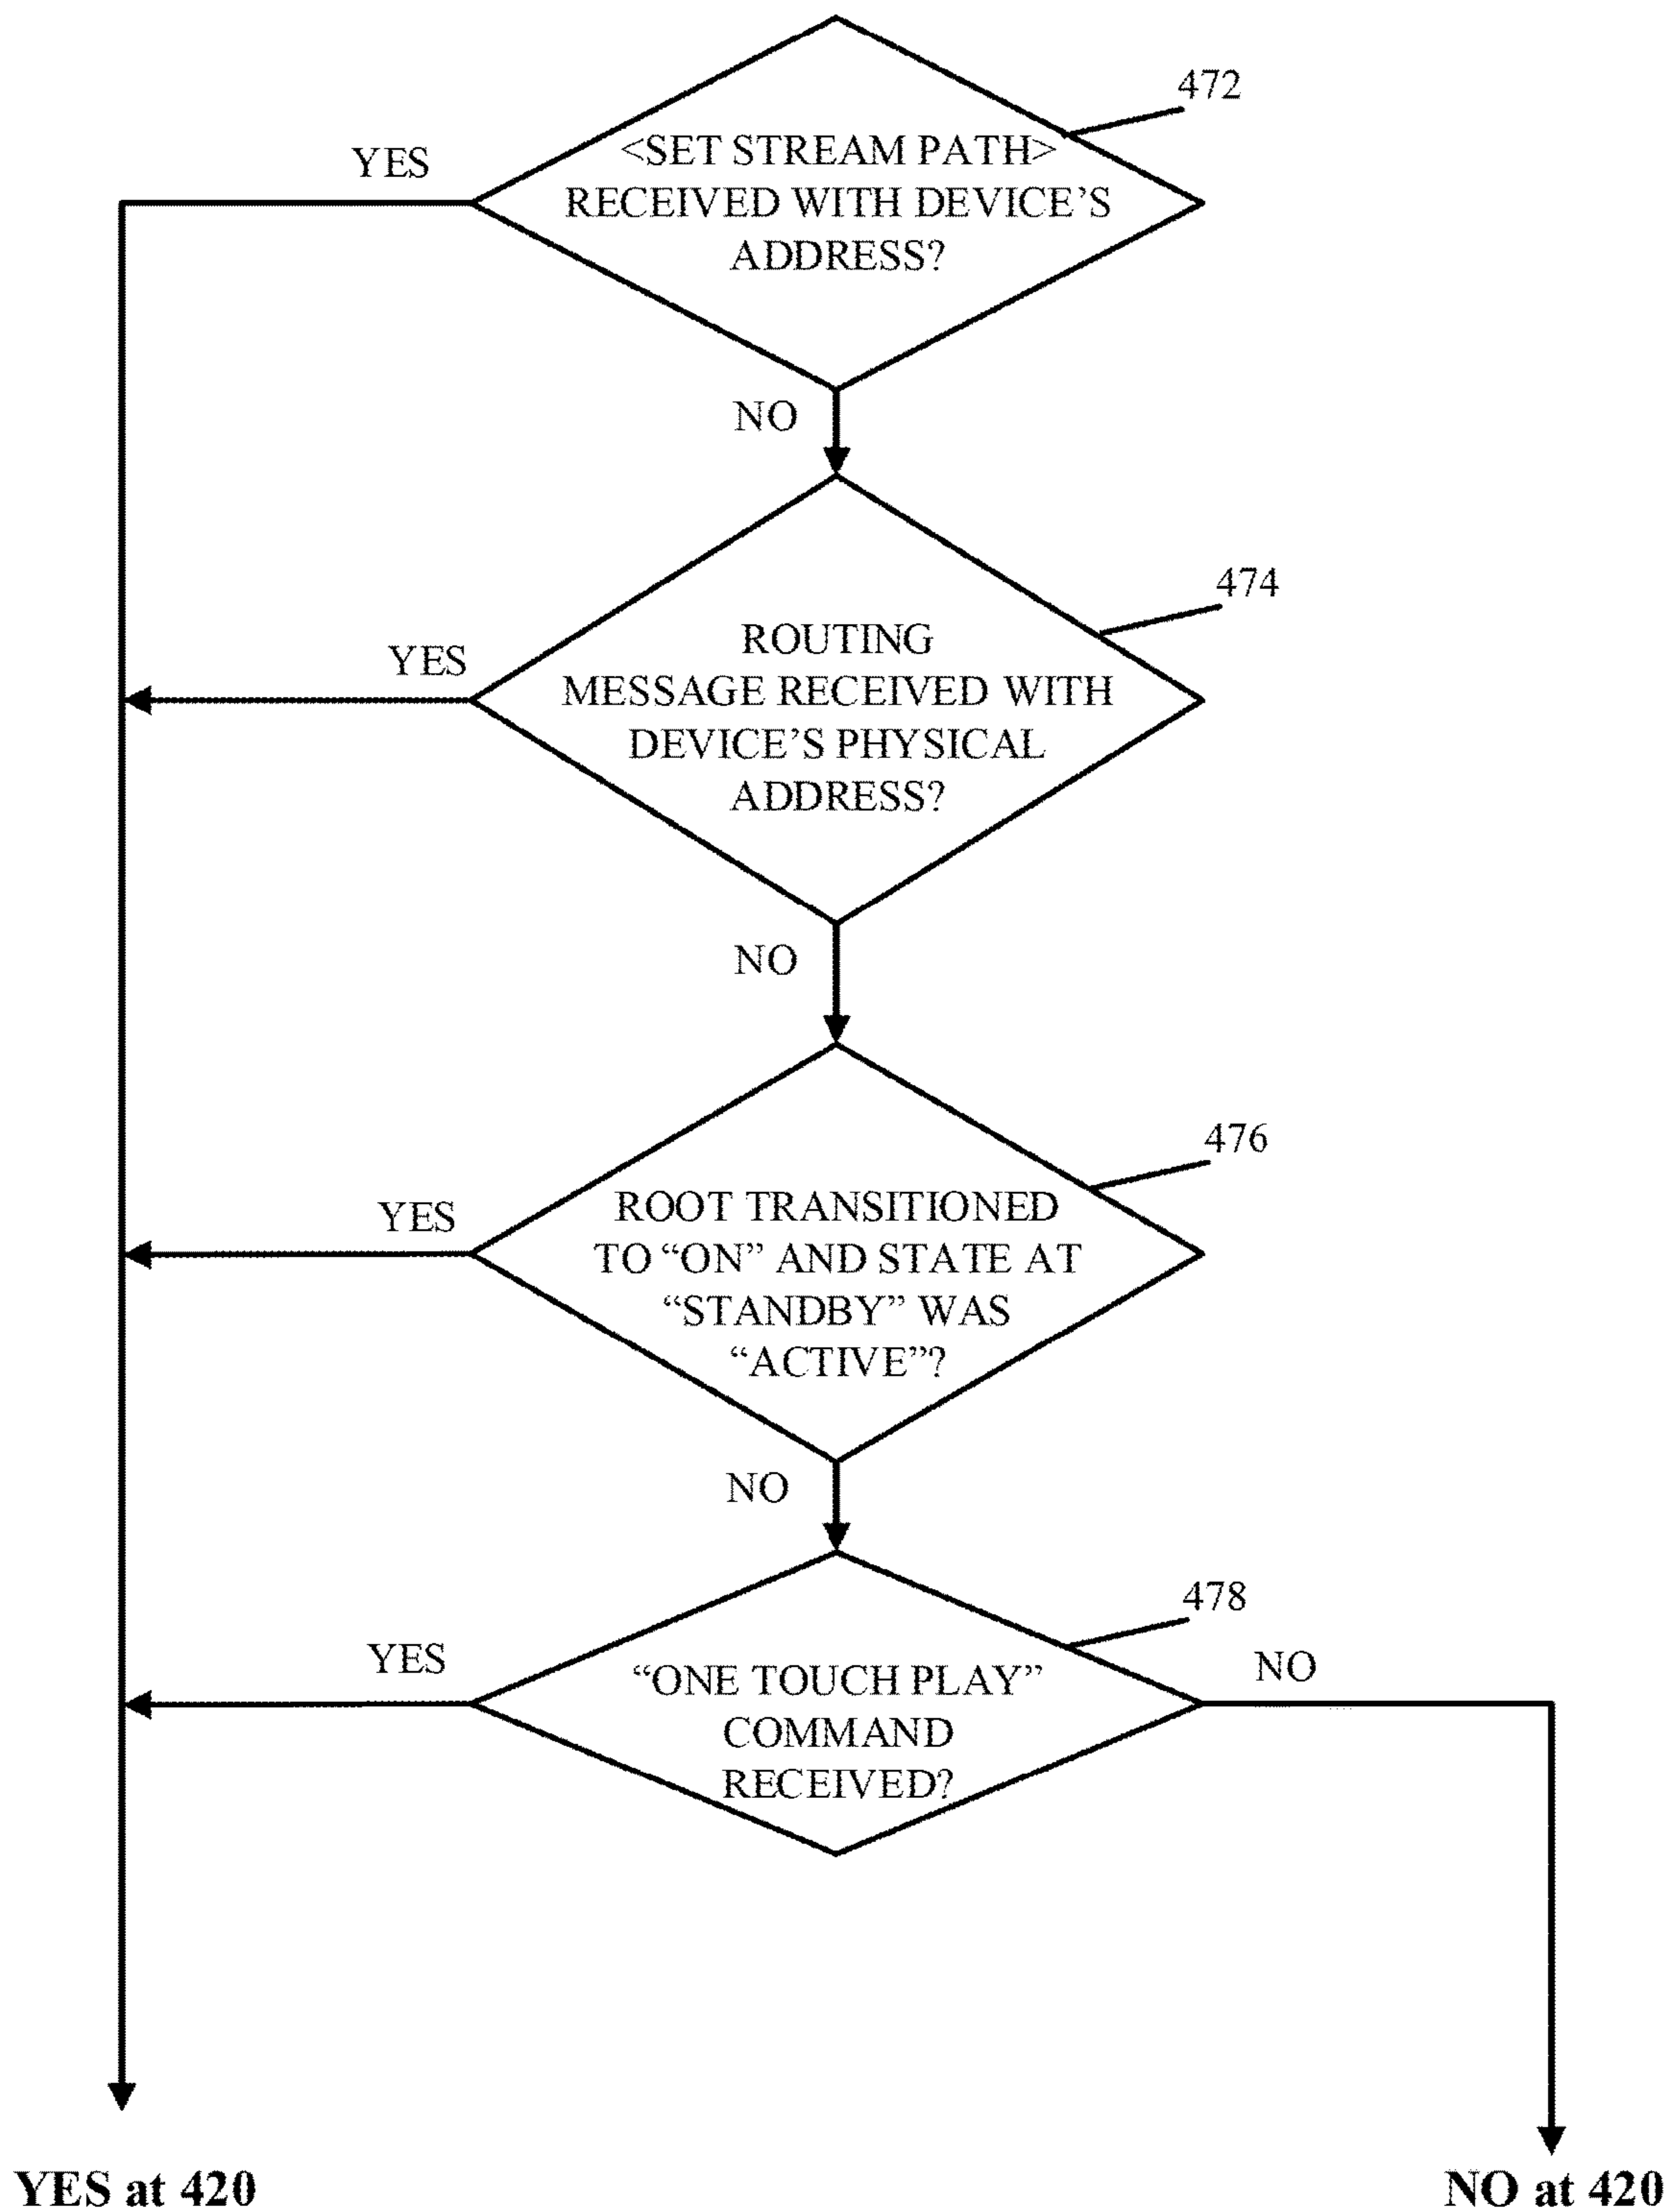 472
<SET STREAM PATH>
YES
RECEIVED WITH DEVICE'S
ADDRESS?
NO
474
ROUTING
YES
MESSAGE RECEIVED WITH
DEVICE'S PHYSICAL
ADDRESS?
NO
476
ROOT TRANSITIONED
YES
TO “ON” AND STATE AT
“STANDBY” WAS
“ACTIVE”?
NO
478
YES
“ONE TOUCH PLAY”
NO
COMMAND
RECEIVED?
YES at 420
NO at 420